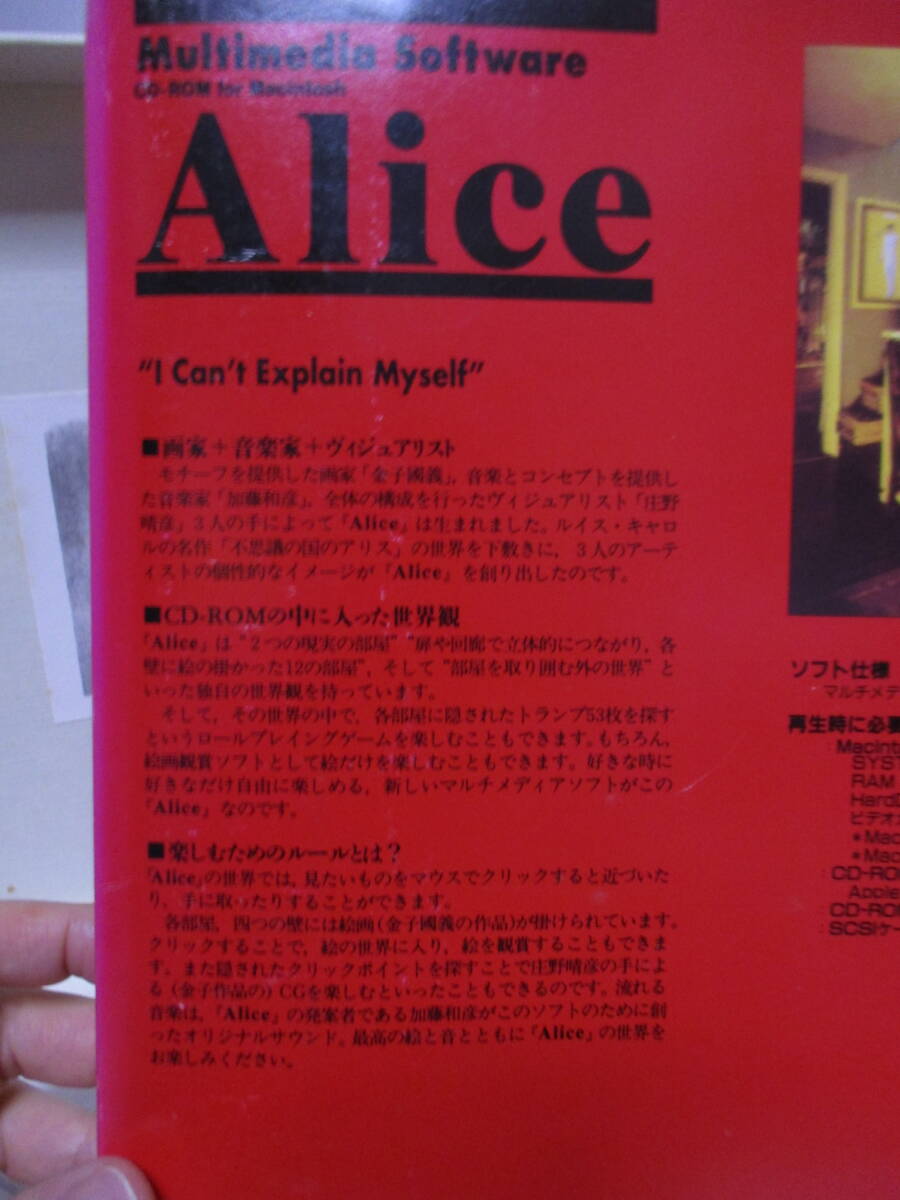 Multimedia Software
CD-ROM for Macintosh
Alice
"I Can't Explain Myself"
■画家+音楽家+ヴィジュアリスト
モチーフを提供した画家「金子國義」,音楽とコンセプトを提供し
た音楽家「加藤和彦」,全体の構成を行ったヴィジュアリスト「庄野
晴彦」3人の手によって『Alice』は生まれました。ルイス・キャロ
ルの名作「不思議の国のアリス」の世界を下敷きに,3人のアーテ
ィストの個性的なイメージが『Alice』を創り出したのです。
■CD-ROMの中に入った世界観
『Alice』は“2つの現実の部屋”“扉や回廊で立体的につながり,各
壁に絵の掛かった12の部屋”,そして“部屋を取り囲む外の世界”と
いった独自の世界観を持っています。
そして,その世界の中で,各部屋に隠されたトランプ53枚を探す
というロールプレイングゲームを楽しむこともできます。もちろん,
絵画観賞ソフトとして絵だけを楽しむこともできます。好きな時に
好きなだけ自由に楽しめる,新しいマルチメディアソフトがこの
『Alice』なのです。
■楽しむためのルールとは?
『Alice』の世界では,見たいものをマウスでクリックすると近づいた
り,手に取ったりすることができます。
各部屋,四つの壁には絵画(金子國義の作品)が掛けられています。
クリックすることで,絵の世界に入り,絵を観賞することもできま
す。また隠されたクリックポイントを探すことで庄野晴彦の手によ
る(金子作品の)CGを楽しむといったこともできるのです。流れる
音楽は,『Alice』の発案者である加藤和彦がこのソフトのために創
ったオリジナルサウンド。最高の絵と音とともに『Alice』の世界を
お楽しみください。
ソフト仕様
マルチメデ
再生時に必要
:Macint
SYST
RAM
HardD
ビデオ
*Mac
*Mac
:CD-ROM
Apple
CD-ROM
:SCSIケー